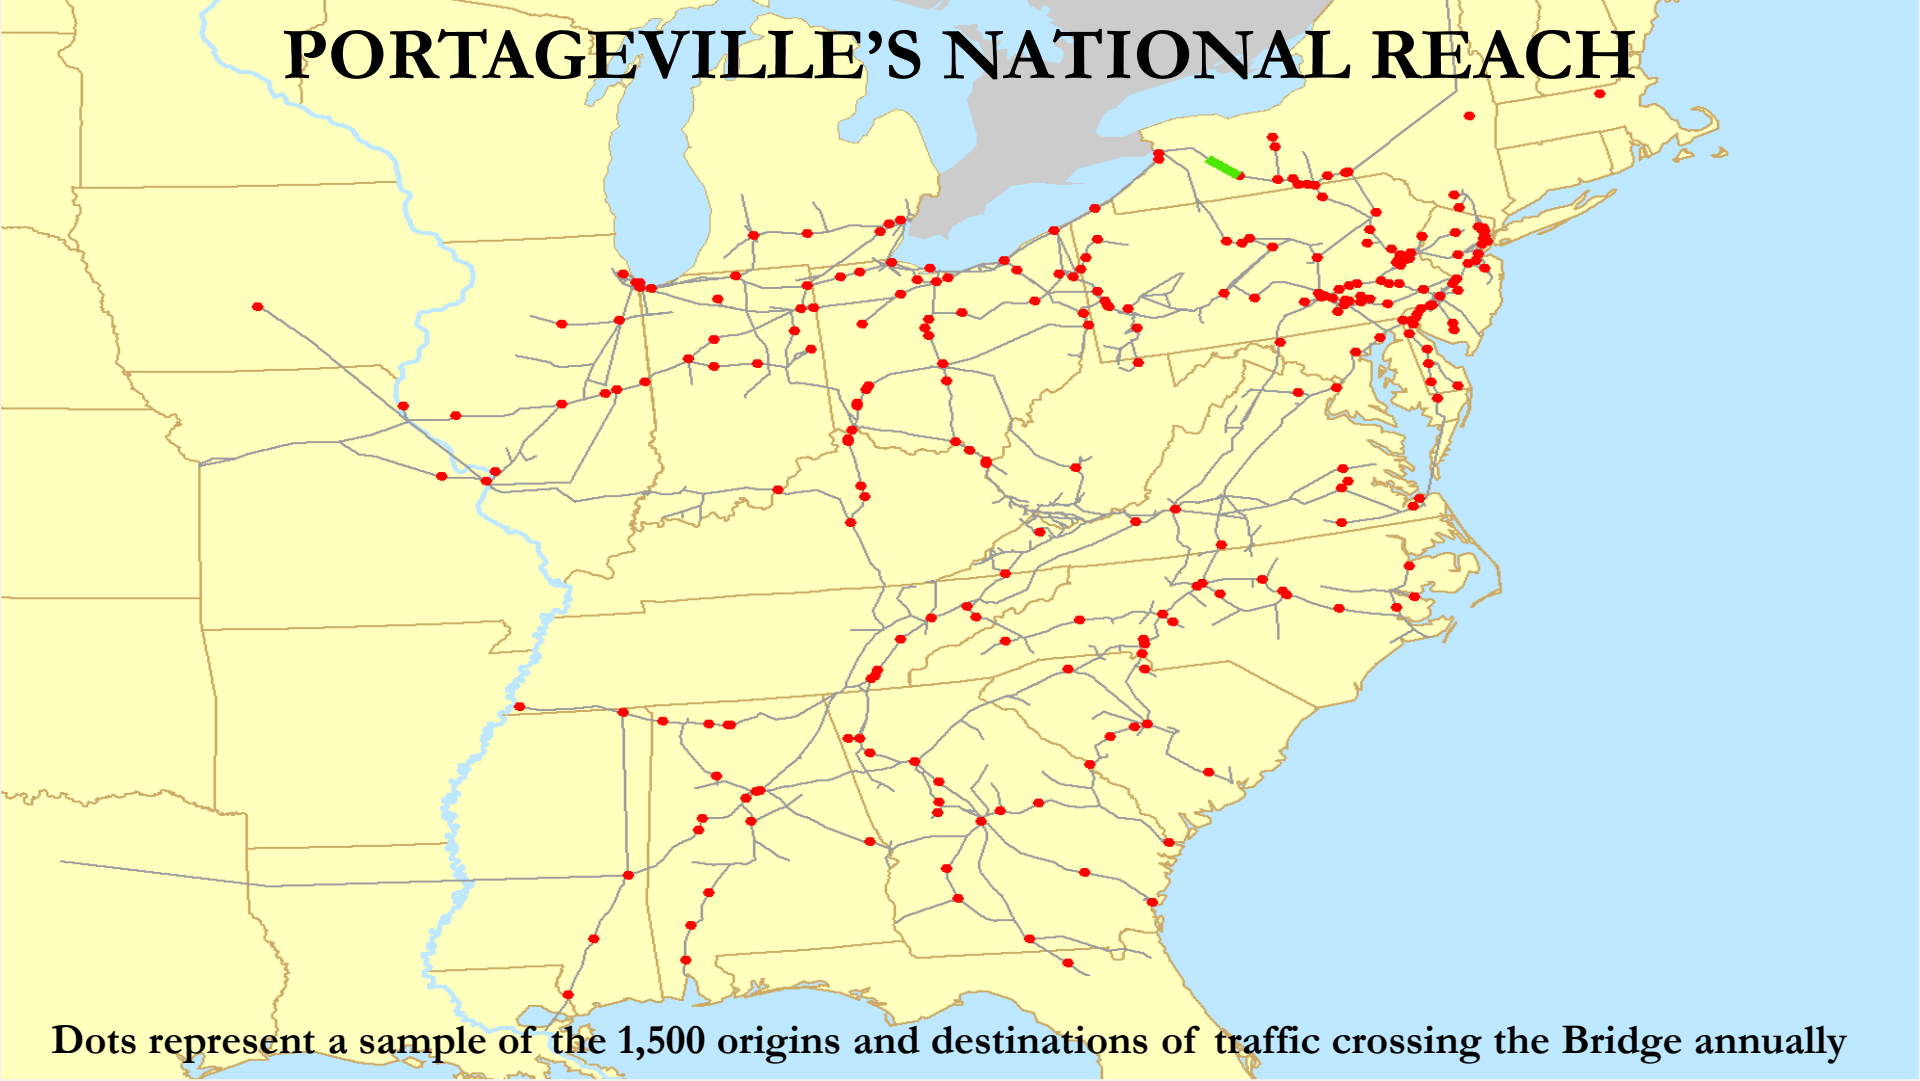 PORTAGEVILLE’S NATIONAL REACH
Dots represent a sample of the 1,500 origins and destinations of traffic crossing the Bridge annually